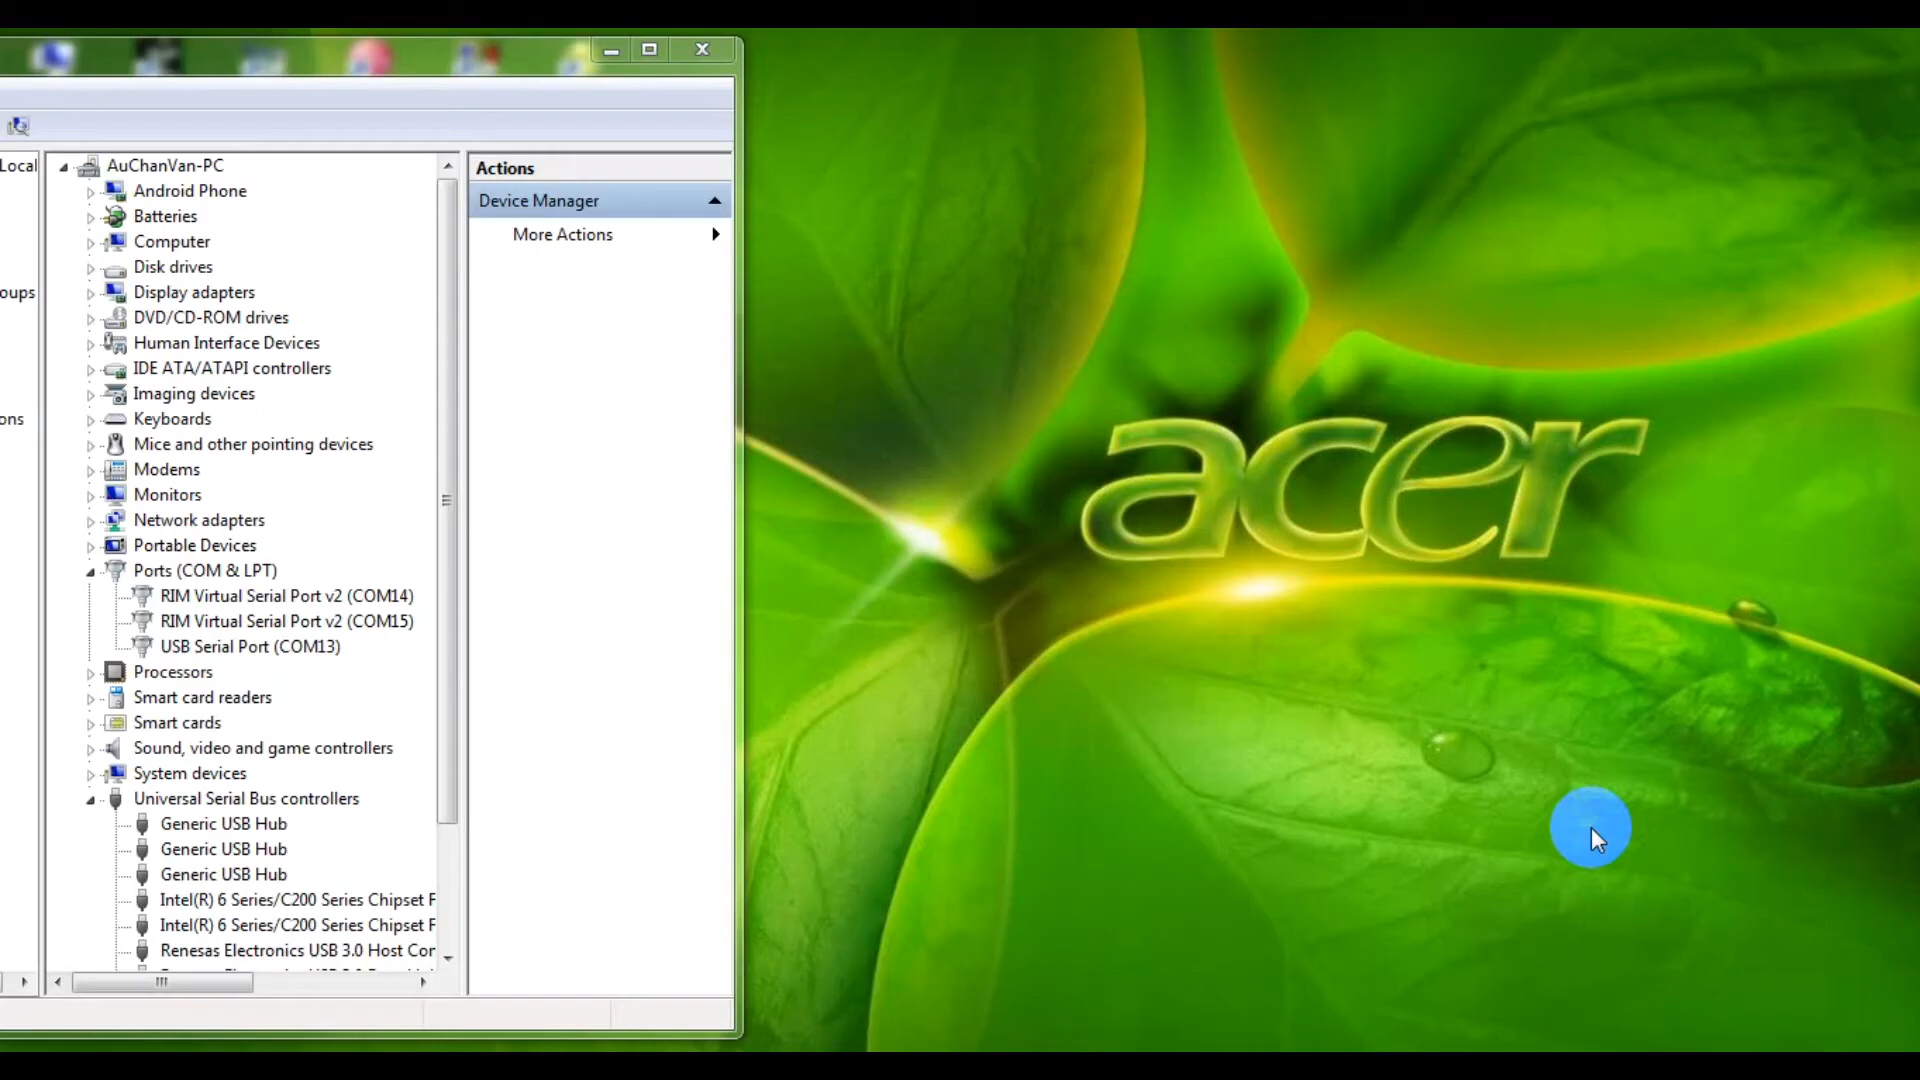 Local
oups
ons
AuChanVan-PC
Android Phone
Batteries
Computer
Disk drives
Display adapters
DVD/CD-ROM drives
Human Interface Devices
IDE ATA/ATAPI controllers
Imaging devices
Keyboards
Mice and other pointing devices
Modems
Monitors
Network adapters
Portable Devices
Ports (COM & LPT)
RIM Virtual Serial Port v2 (COM14)
RIM Virtual Serial Port v2 (COM15)
USB Serial Port (COM13)
Processors
Smart card readers
Smart cards
Sound, video and game controllers
System devices
Universal Serial Bus controllers
Generic USB Hub
Generic USB Hub
Generic USB Hub
Intel(R) 6 Series/C200 Series Chipset F
Intel(R) 6 Series/C200 Series Chipset F
Renesas Electronics USB 3.0 Host Cor
Actions
Device Manager
More Actions
acer